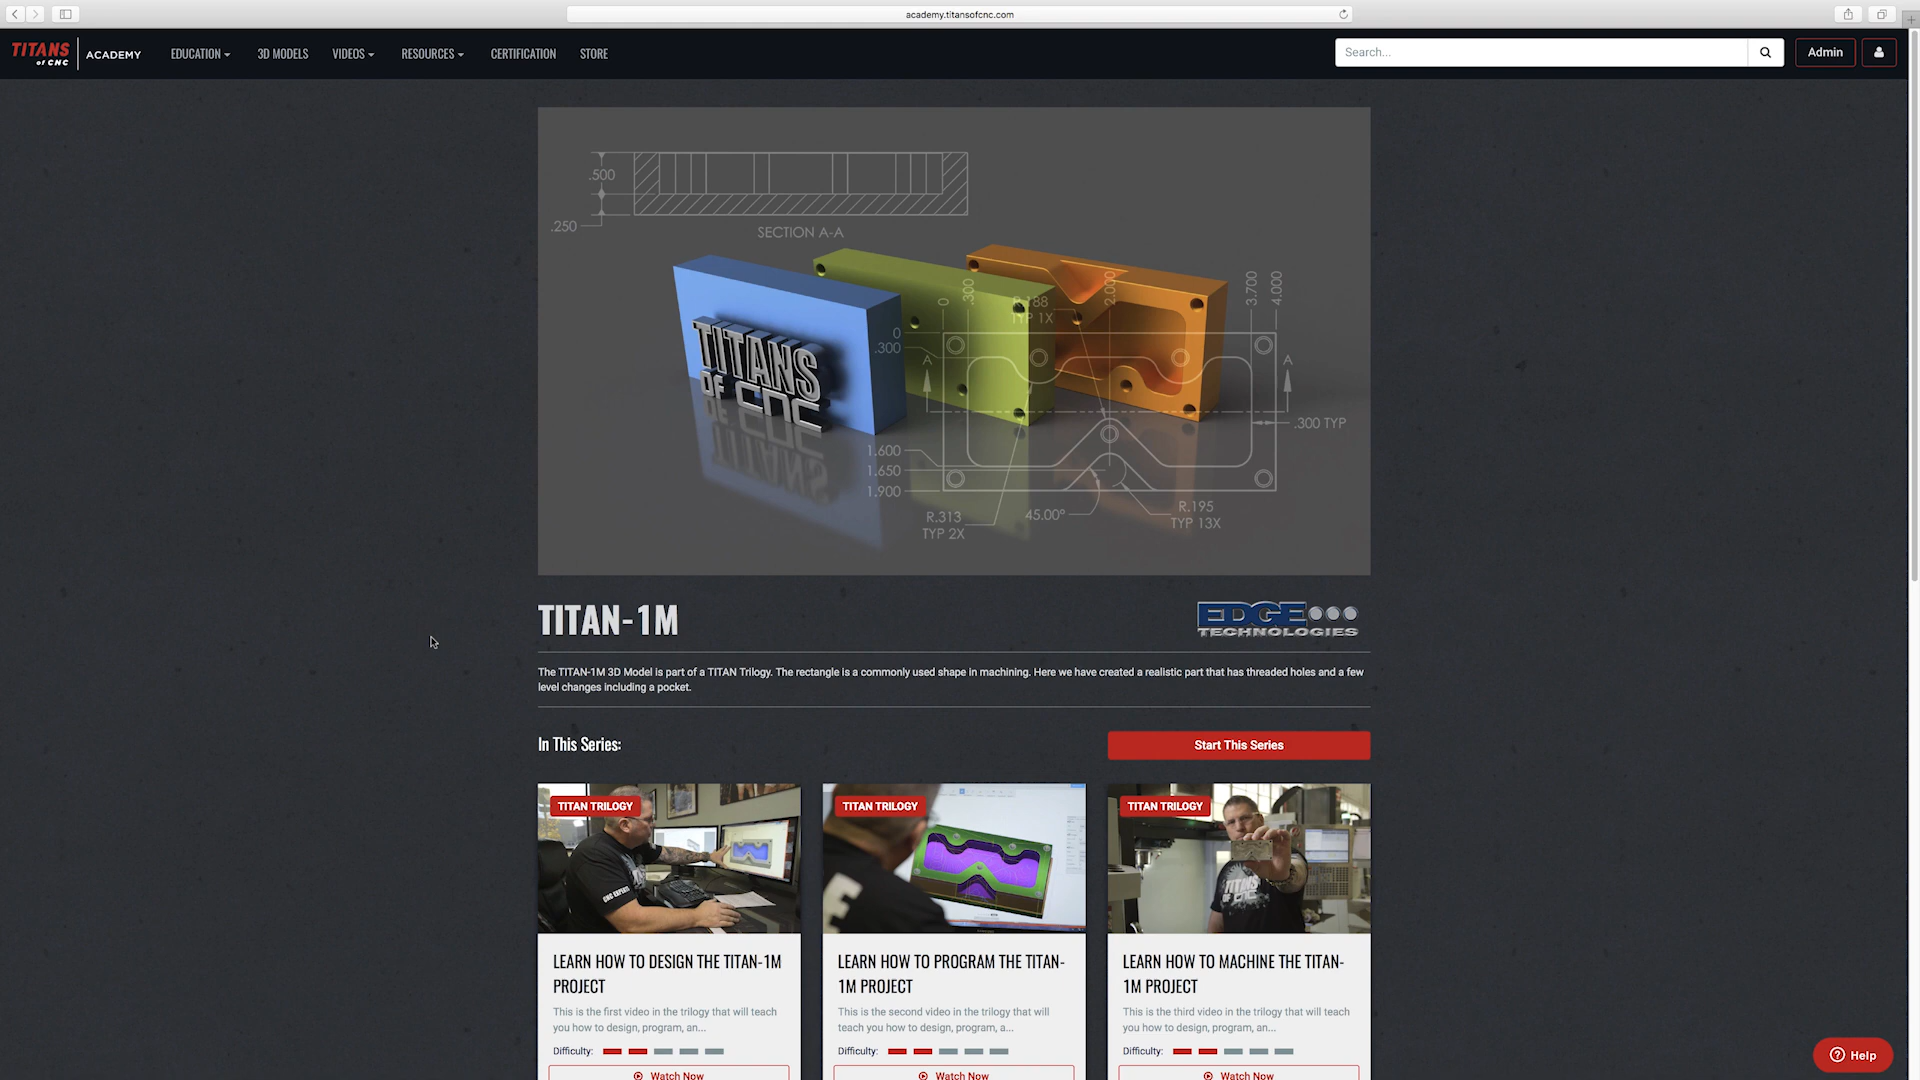 academy.titansofcnc.com
TITANS
of CNC
ACADEMY
EDUCATION
3D MODELS
VIDEOS
RESOURCES
CERTIFICATION
STORE
Search...
Admin
.500
.250
SECTION A-A
0
.300
2.000
3.700
4.000
R.188
TYP 1X
0
.300
A
A
TITANS
OF CNC
.300 TYP
1.600
1.650
1.900
R.313
TYP 2X
45.00°
R.195
TYP 13X
TITAN-1M
EDGE
TECHNOLOGIES
The TITAN-1M 3D Model is part of a TITAN Trilogy. The rectangle is a commonly used shape in machining. Here we have created a realistic part that has threaded holes and a few
level changes including a pocket.
In This Series:
Start This Series
TITAN TRILOGY
TITAN TRILOGY
TITAN TRILOGY
CNC EXPERT
TITANS
OF CNC
LEARN HOW TO DESIGN THE TITAN-1M
PROJECT
This is the first video in the trilogy that will teach
you how to design, program, an...
Difficulty:
Watch Now
LEARN HOW TO PROGRAM THE TITAN-
1M PROJECT
This is the second video in the trilogy that will
teach you how to design, program, a...
Difficulty:
Watch Now
LEARN HOW TO MACHINE THE TITAN-
1M PROJECT
This is the third video in the trilogy that will teach
you how to design, program, an...
Difficulty:
Watch Now
Help